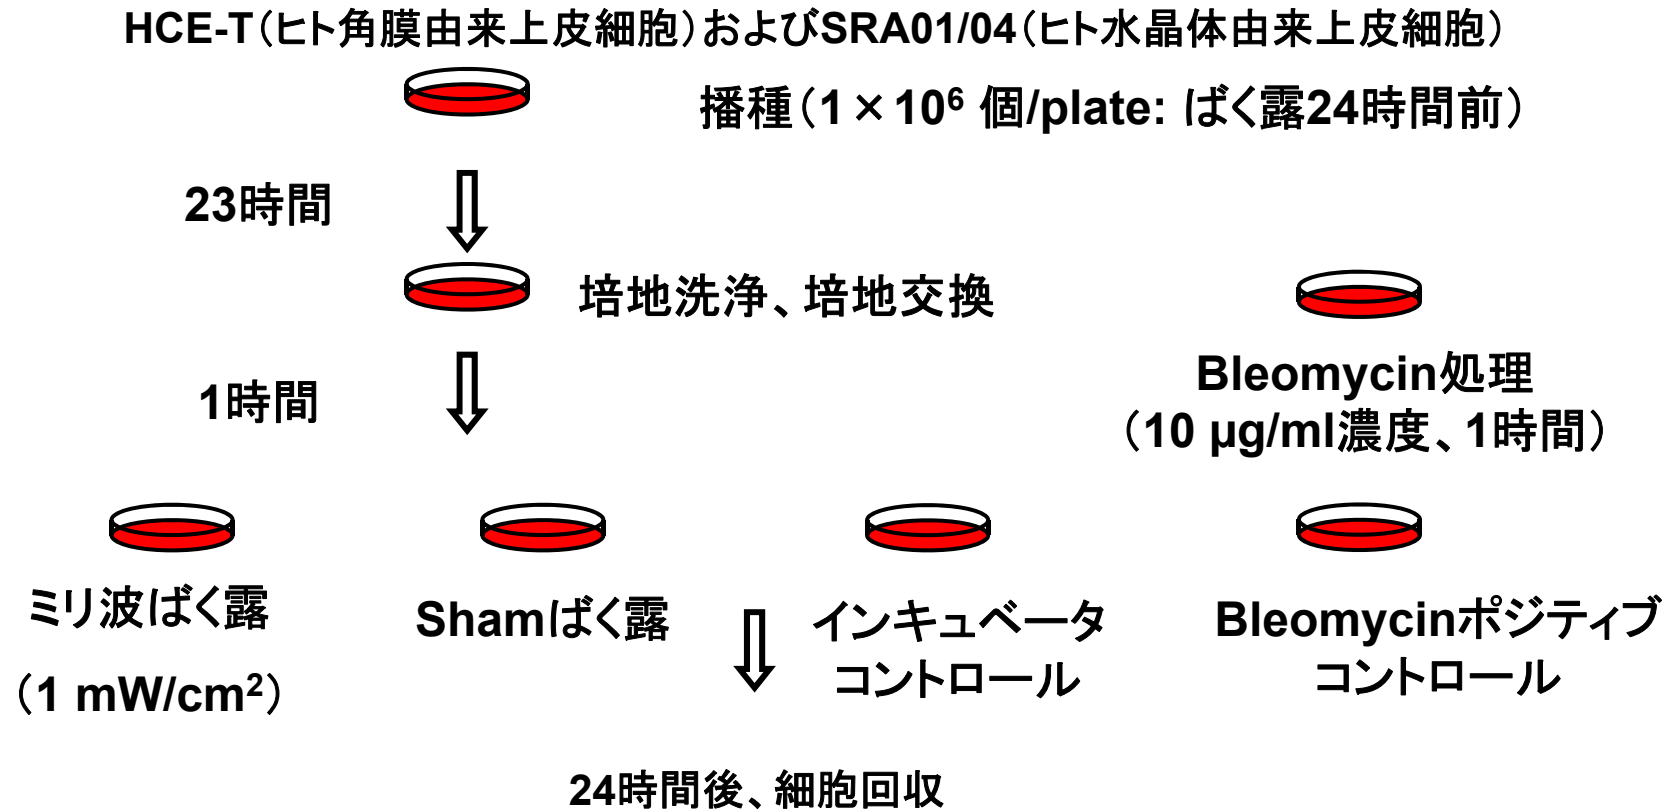 HCE-T（ヒト角膜由来上皮細胞）およびSRA01/04（ヒト水晶体由来上皮細胞）
播種（1×10⁶ 個/plate: ばく露24時間前）
23時間
培地洗浄、培地交換
1時間
Bleomycin処理
（10 µg/ml濃度、1時間）
ミリ波ばく露
（1 mW/cm²）
Shamばく露
インキュベータ
コントロール
Bleomycinポジティブ
コントロール
24時間後、細胞回収